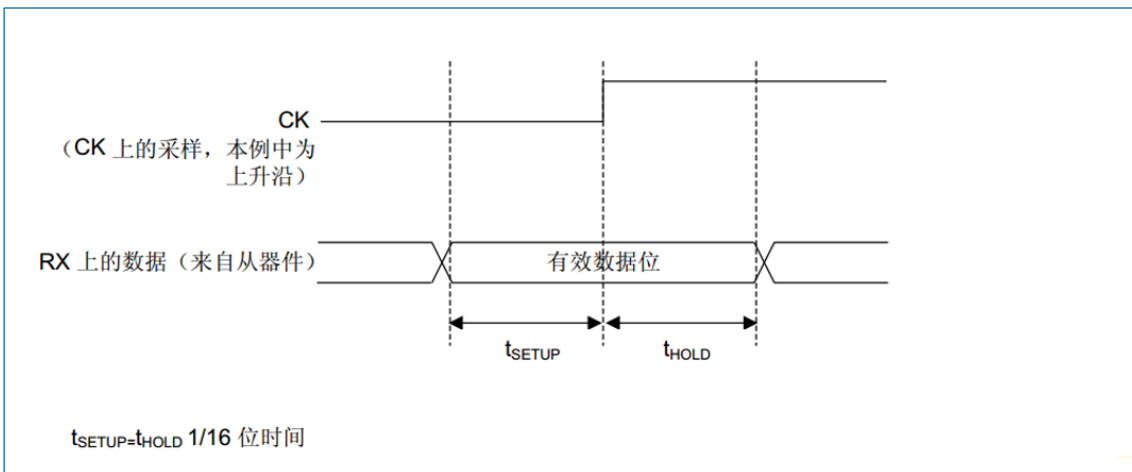 CK
（CK 上的采样，本例中为
上升沿）
RX 上的数据（来自从器件）
有效数据位
tSETUP
tHOLD
tSETUP=tHOLD 1/16 位时间